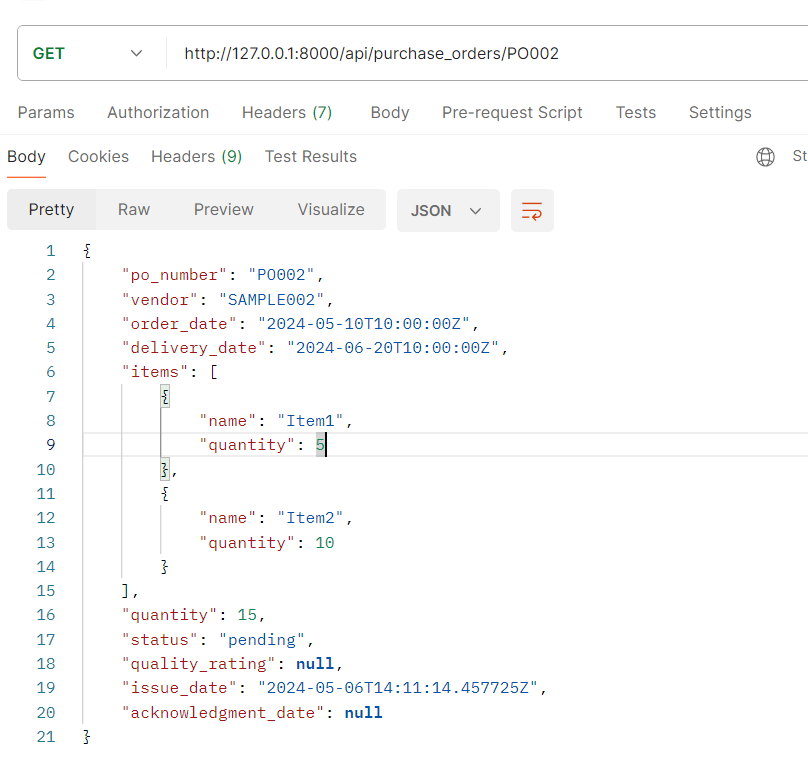 GET http://127.0.0.1:8000/api/purchase_orders/PO002
Params Authorization Headers (7) Body Pre-request Script Tests Settings
Body Cookies Headers (9) Test Results St
Pretty Raw Preview Visualize JSON
1 {
2 "po_number": "PO002",
3 "vendor": "SAMPLE002",
4 "order_date": "2024-05-10T10:00:00Z",
5 "delivery_date": "2024-06-20T10:00:00Z",
6 "items": [
7 {
8 "name": "Item1",
9 "quantity": 5
10 },
11 {
12 "name": "Item2",
13 "quantity": 10
14 }
15 ],
16 "quantity": 15,
17 "status": "pending",
18 "quality_rating": null,
19 "issue_date": "2024-05-06T14:11:14.457725Z",
20 "acknowledgment_date": null
21 }